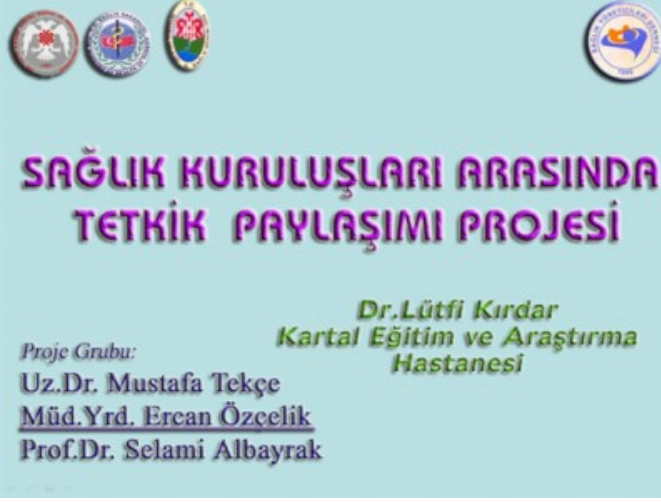 SAĞLIK KURULUŞLARI ARASINDA
TETKİK PAYLAŞIMI PROJESİ
Dr.Lütfi Kırdar
Kartal Eğitim ve Araştırma
Hastanesi
Proje Grubu:
Uz.Dr. Mustafa Tekçe
Müd.Yrd. Ercan Özçelik
Prof.Dr. Selami Albayrak